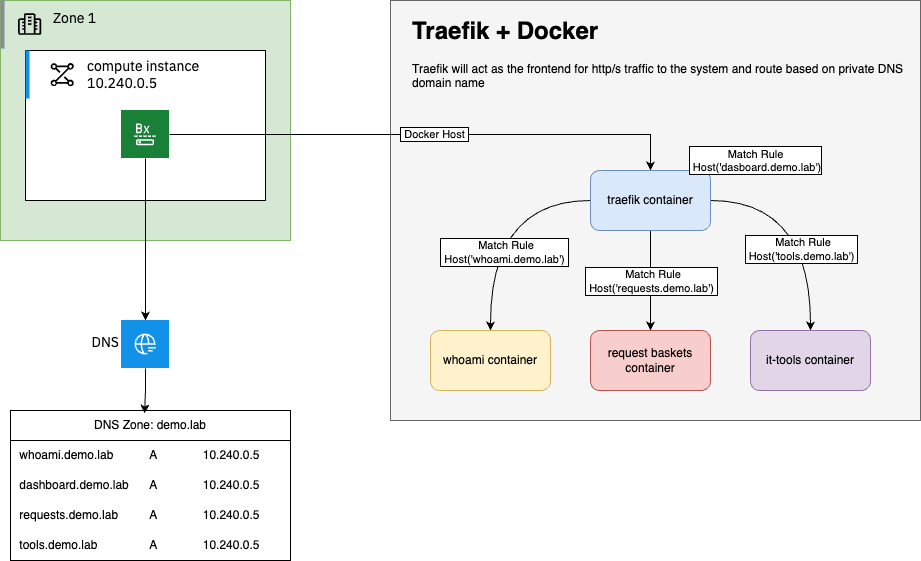 Zone 1
compute instance
10.240.0.5
Bx
DNS
DNS Zone: demo.lab
whoami.demo.lab A 10.240.0.5
dashboard.demo.lab A 10.240.0.5
requests.demo.lab A 10.240.0.5
tools.demo.lab A 10.240.0.5
Traefik + Docker
Traefik will act as the frontend for http/s traffic to the system and route based on private DNS
domain name
Docker Host
Match Rule
Host('dasboard.demo.lab')
traefik container
Match Rule
Host('whoami.demo.lab')
Match Rule
Host('requests.demo.lab')
Match Rule
Host('tools.demo.lab')
whoami container
request baskets
container
it-tools container